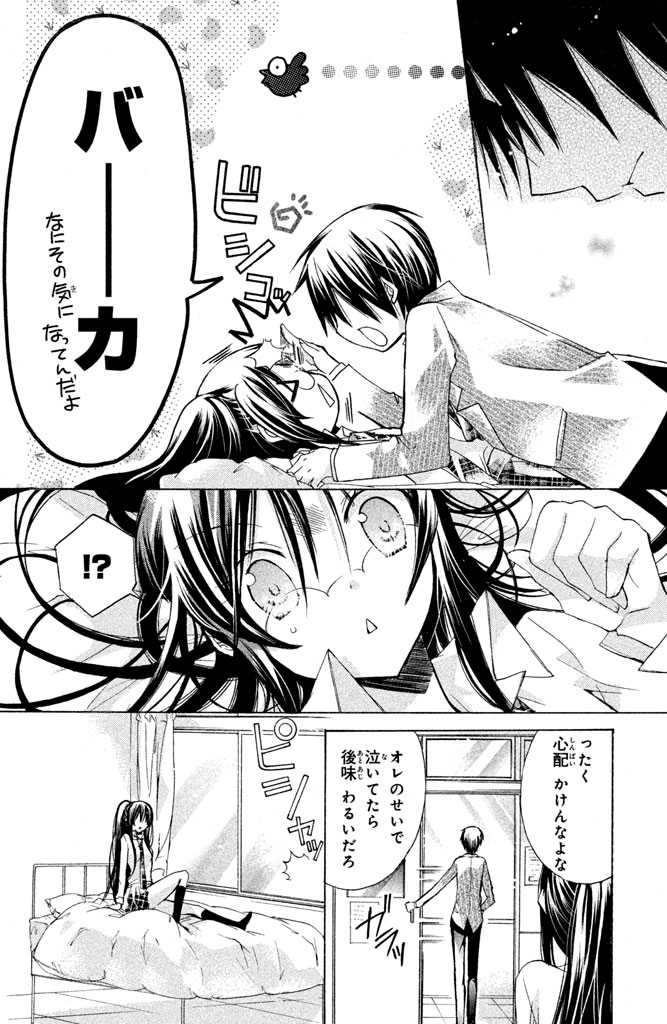 バーカ
なにその気に
なってんだよ
ビシッ
!?
ったく
心配
かけんなよな
オレのせいで
泣いてたら
後味
わるいだろ
ガラッ
ピシャッ